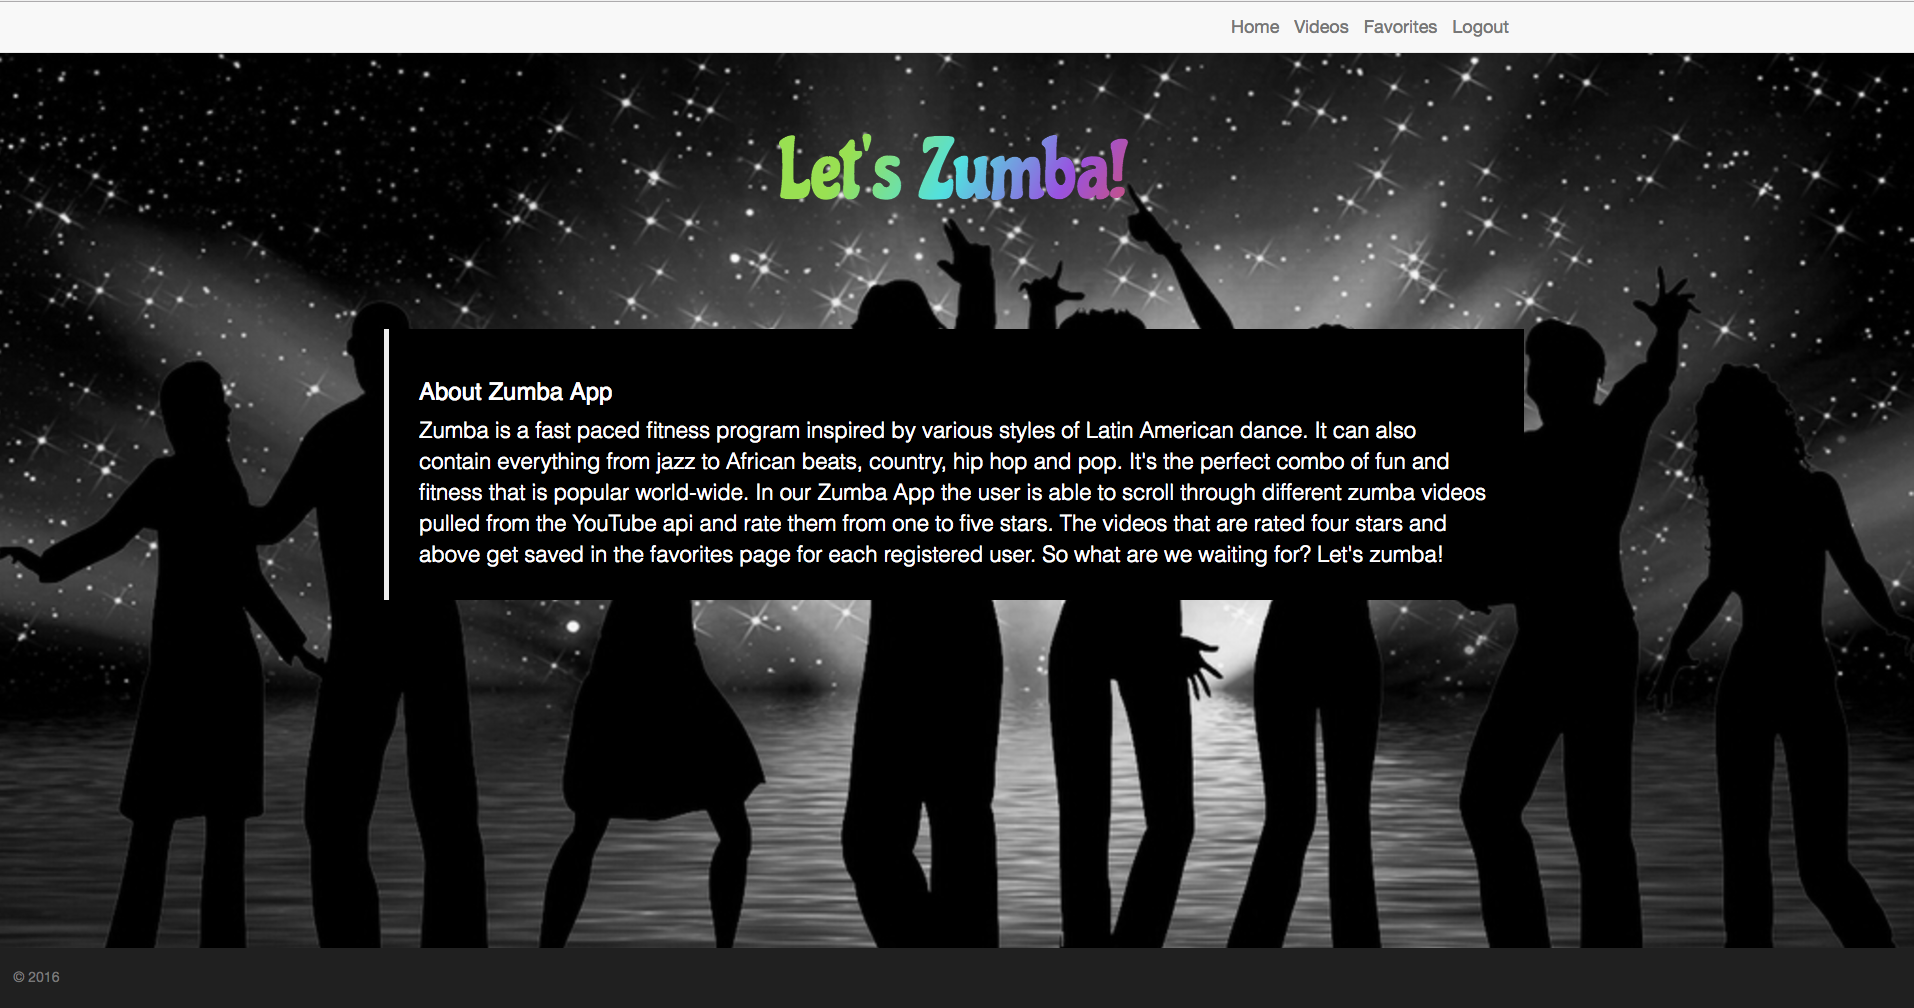 Home Videos Favorites Logout
Let's Zumba!
About Zumba App
Zumba is a fast paced fitness program inspired by various styles of Latin American dance. It can also
contain everything from jazz to African beats, country, hip hop and pop. It's the perfect combo of fun and
fitness that is popular world-wide. In our Zumba App the user is able to scroll through different zumba videos
pulled from the YouTube api and rate them from one to five stars. The videos that are rated four stars and
above get saved in the favorites page for each registered user. So what are we waiting for? Let's zumba!
© 2016